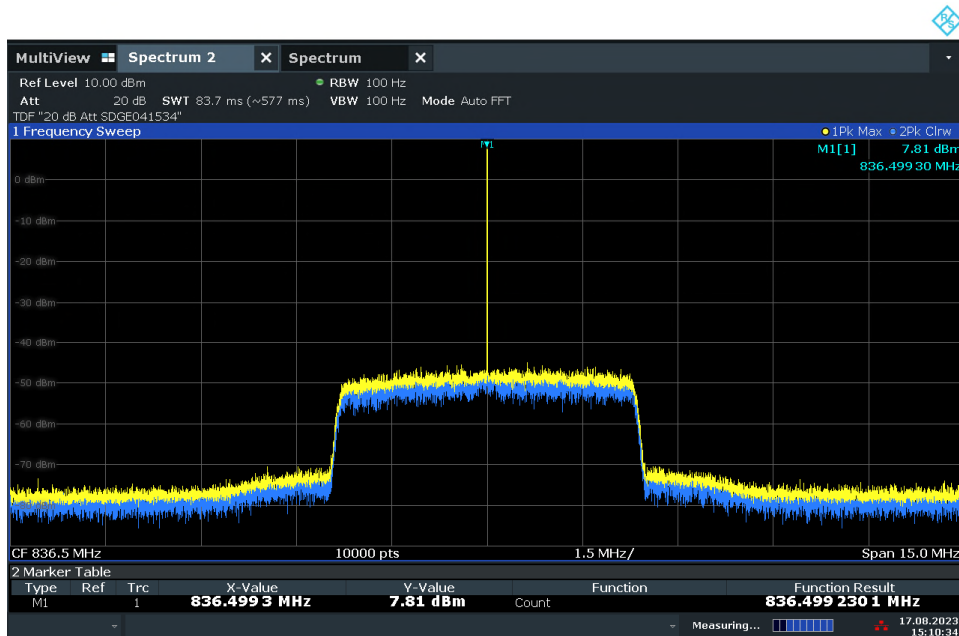 R&S
MultiView Spectrum 2 X Spectrum X
Ref Level 10.00 dBm RBW 100 Hz
Att 20 dB SWT 83.7 ms (~577 ms) VBW 100 Hz Mode Auto FFT
TDF "20 dB Att SDGE041534"
1 Frequency Sweep 1Pk Max 2Pk Clrw
M1
M1[1] 7.81 dBm
836.499 30 MHz
0 dBm
-10 dBm
-20 dBm
-30 dBm
-40 dBm
-50 dBm
-60 dBm
-70 dBm
CF 836.5 MHz 10000 pts 1.5 MHz/ Span 15.0 MHz
2 Marker Table
Type Ref Trc X-Value Y-Value Function Function Result
M1 1 836.499 3 MHz 7.81 dBm Count 836.499 230 1 MHz
Measuring... 17.08.2023
15:10:34